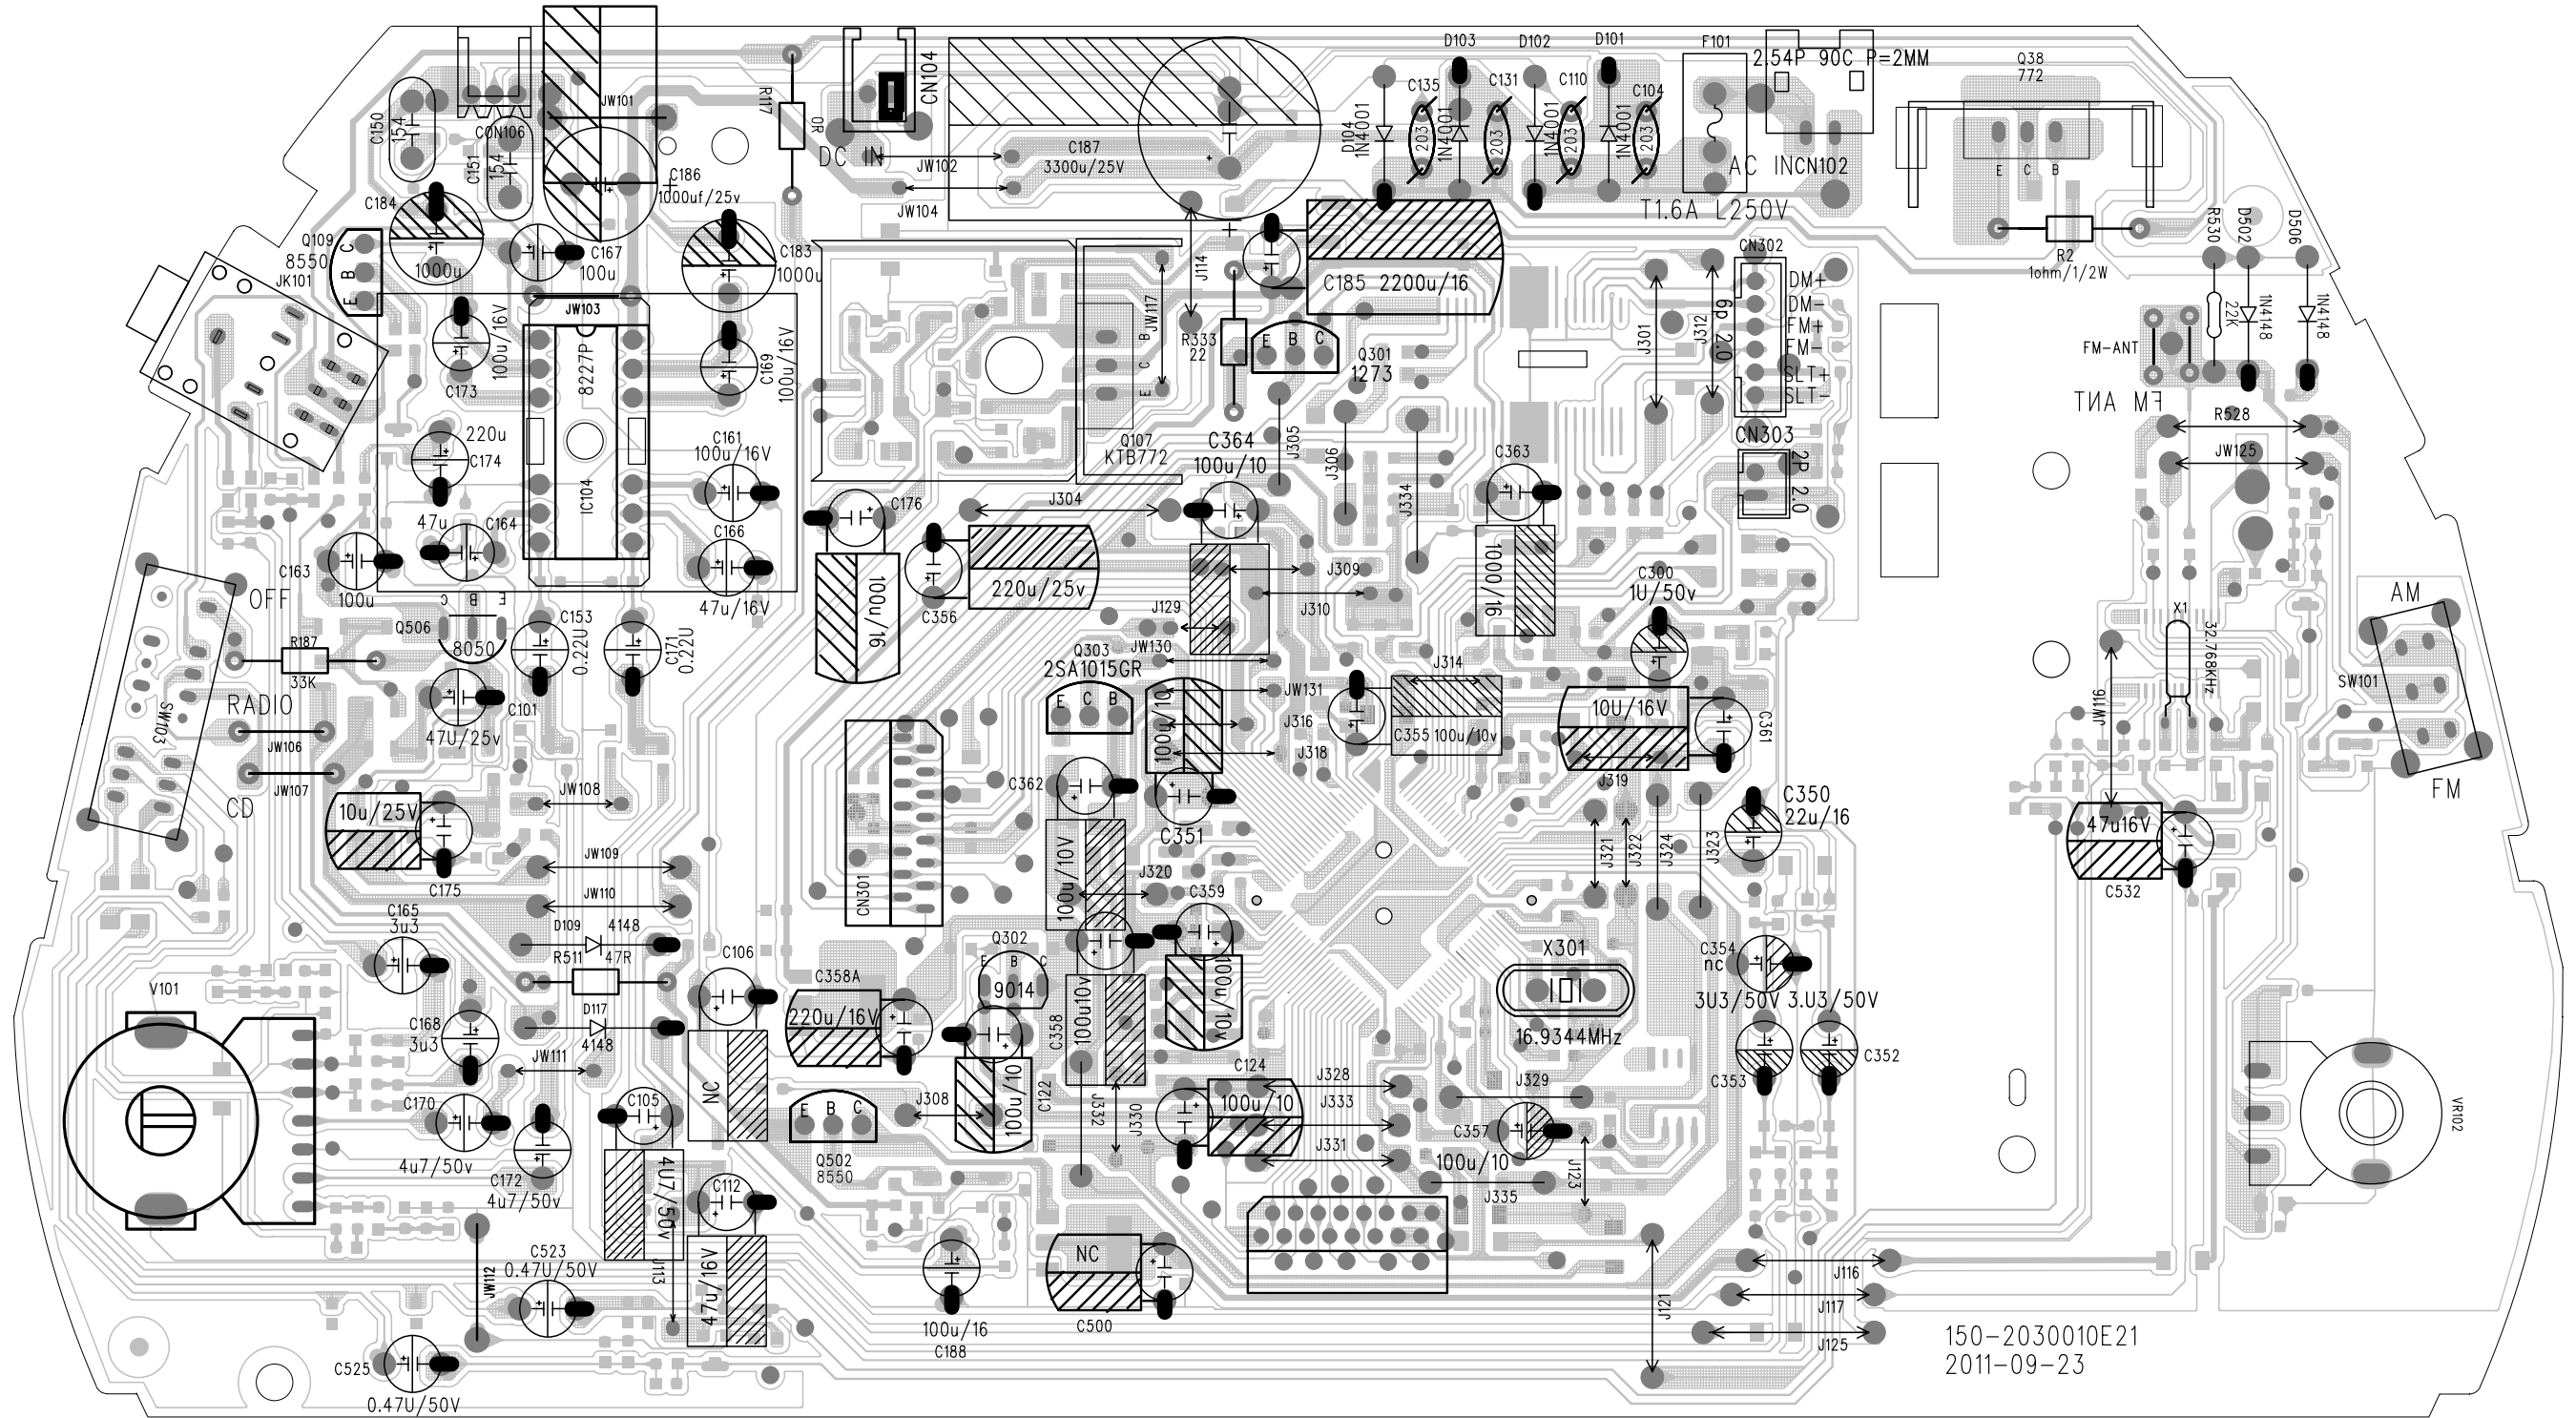 D103
D102
D101
F101
2.54P 90C P=2MM
Q38
772
CN104
C135
C131
C110
C104
JW101
R117
0R
C150
154
CON106
C151
154
DC IN
JW102
C187
3300u/25V
D104
1N4001
203
1N4001
203
1N4001
203
1N4001
203
AC IN
CN102
E C B
C186
1000uf/25v
JW104
T1.6A L250V
C184
1000u
Q109
8550
C
B
E
JK101
C167
100u
C183
1000u
J114
C185 2200u/16
CN302
DM+
DM-
FM+
FM-
SLT+
SLT-
6p 2.0
R2
1ohm/1/2W
R530
22K
D502
1N4148
D506
1N4148
JW103
8227P
IC104
C173
100u/16V
C169
100u/16V
JW117
B
C
E
R333
22
E B C
Q301
1273
J301
J312
FM-ANT
FM ANT
R528
JW125
220u
C174
C161
100u/16V
Q107
KTB772
C364
100u/10
J305
J306
J334
C363
1000/16
CN303
2P 2.0
C176
100u/16
J304
47u
C164
C166
47u/16V
C163
100u
C356
220u/25v
J309
J310
J129
C300
1U/50v
X1
32.768KHz
AM
OFF
R187
33K
Q506
C B E
8050
C153
0.22U
C171
0.22U
JW130
Q303
2SA1015GR
E C B
JW131
J314
J316
J318
C355
100u/10v
10U/16V
C361
J319
JW116
SW101
FM
RADIO
SW103
JW106
JW107
CD
C101
47U/25v
100u/10
C351
C362
100u/10V
JW108
10u/25V
C175
CN301
J320
J321
J322
J324
J323
C350
22u/16
47u16V
C532
JW109
JW110
C165
3u3
D109
4148
R511
47R
C359
100u/10v
C106
NC
C358A
220u/16V
Q302
E B C
9014
C358
100u10v
X301
16.9344MHz
C354
nc
3U3/50V
3.U3/50V
V101
C168
3u3
D117
4148
JW111
C353
C352
C170
4u7/50v
C172
4u7/50v
C105
4U7/50v
E B C
Q502
8550
J308
C122
100u/10
J332
J330
C124
100u/10
J328
J333
J331
J329
C357
100u/10
J123
J335
VR102
C112
47u/16V
J113
JW112
C523
0.47U/50V
C525
0.47U/50V
100u/16
C188
NC
C500
J121
J116
J117
J125
150-2030010E21
2011-09-23